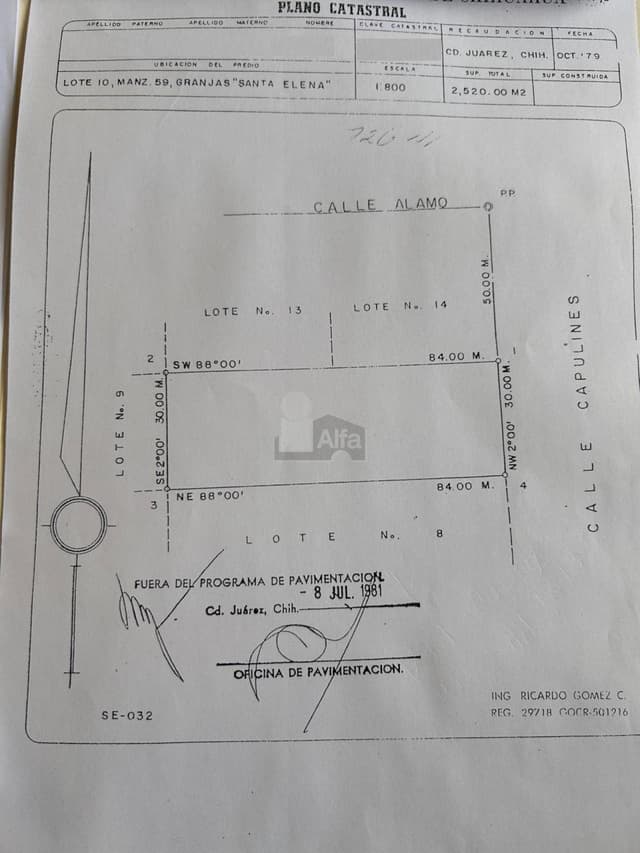 PLANO CATASTRAL
APELLIDO PATERNO APELLIDO MATERNO NOMBRE CLAVE CATASTRAL RECAUDACION FECHA
CD. JUAREZ, CHIH. OCT.'79
UBICACION DEL PREDIO ESCALA SUP. TOTAL SUP CONSTRUIDA
LOTE 10, MANZ. 59, GRANJAS "SANTA ELENA" 1:800 2,520.00 M2
CALLE ALAMO
P.P.
50.00 M.
LOTE No. 13 LOTE No. 14
CALLE CAPULINES
2 SW 88°00' 84.00 M.
LOTE No. 9
SE 2°00' 30.00 M.
NW 2°00' 30.00 M.
Alfa
3 NE 88°00' 84.00 M. 4
LOTE No. 8
FUERA DEL PROGRAMA DE PAVIMENTACION
- 8 JUL. 1981
Cd. Juárez, Chih.
OFICINA DE PAVIMENTACION.
SE-032
ING RICARDO GOMEZ C.
REG. 29718 GOCR-501216